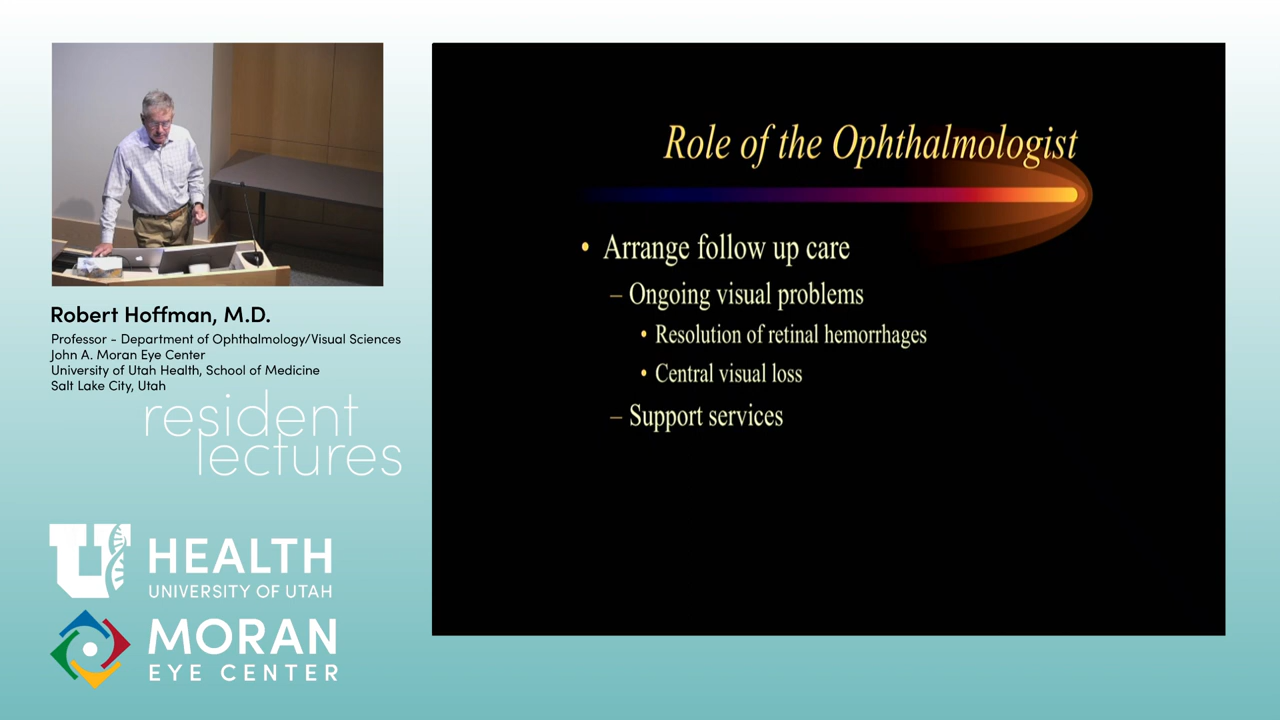 Role of the Ophthalmologist
• Arrange follow up care
– Ongoing visual problems
• Resolution of retinal hemorrhages
• Central visual loss
– Support services
Robert Hoffman, M.D.
Professor - Department of Ophthalmology/Visual Sciences
John A. Moran Eye Center
University of Utah Health, School of Medicine
Salt Lake City, Utah
resident
lectures
U HEALTH
UNIVERSITY OF UTAH
MORAN
EYE CENTER